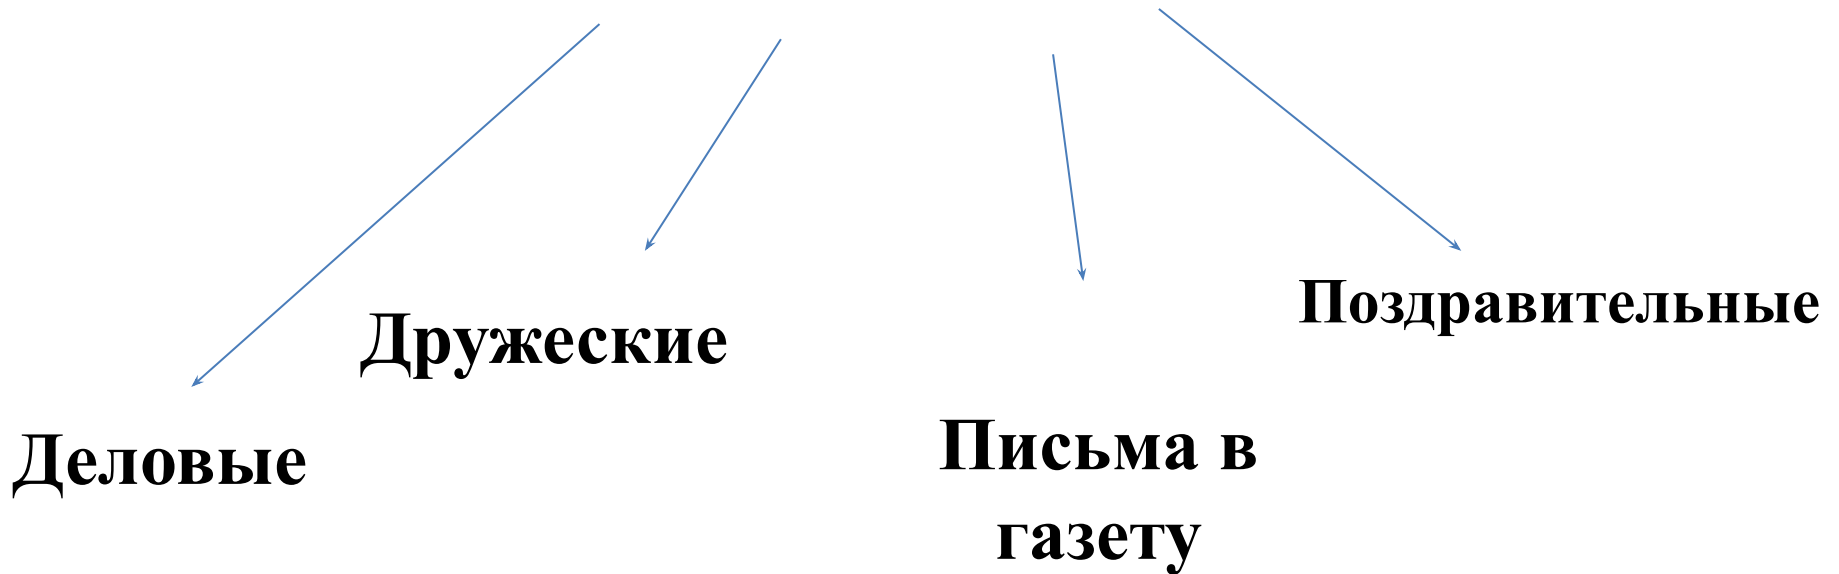 Поздравительные
Дружеские
Деловые
Письма в
газету